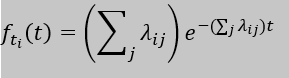 f_{t_i}(t) = (∑_j λ_{ij}) e^{-(∑_j λ_{ij})t}